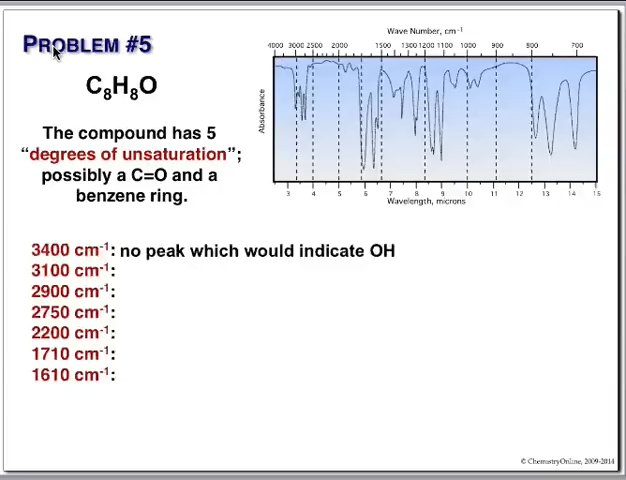 PROBLEM #5
C8H8O
The compound has 5
“degrees of unsaturation”;
possibly a C=O and a
benzene ring.
Wave Number, cm-1
4000 3000 2500 2000 1500 1300 1200 1100 1000 900 800 700
Absorbance
3 4 5 6 7 8 9 10 11 12 13 14 15
Wavelength, microns
3400 cm-1: no peak which would indicate OH
3100 cm-1:
2900 cm-1:
2750 cm-1:
2200 cm-1:
1710 cm-1:
1610 cm-1:
© ChemistryOnline, 2009-2014